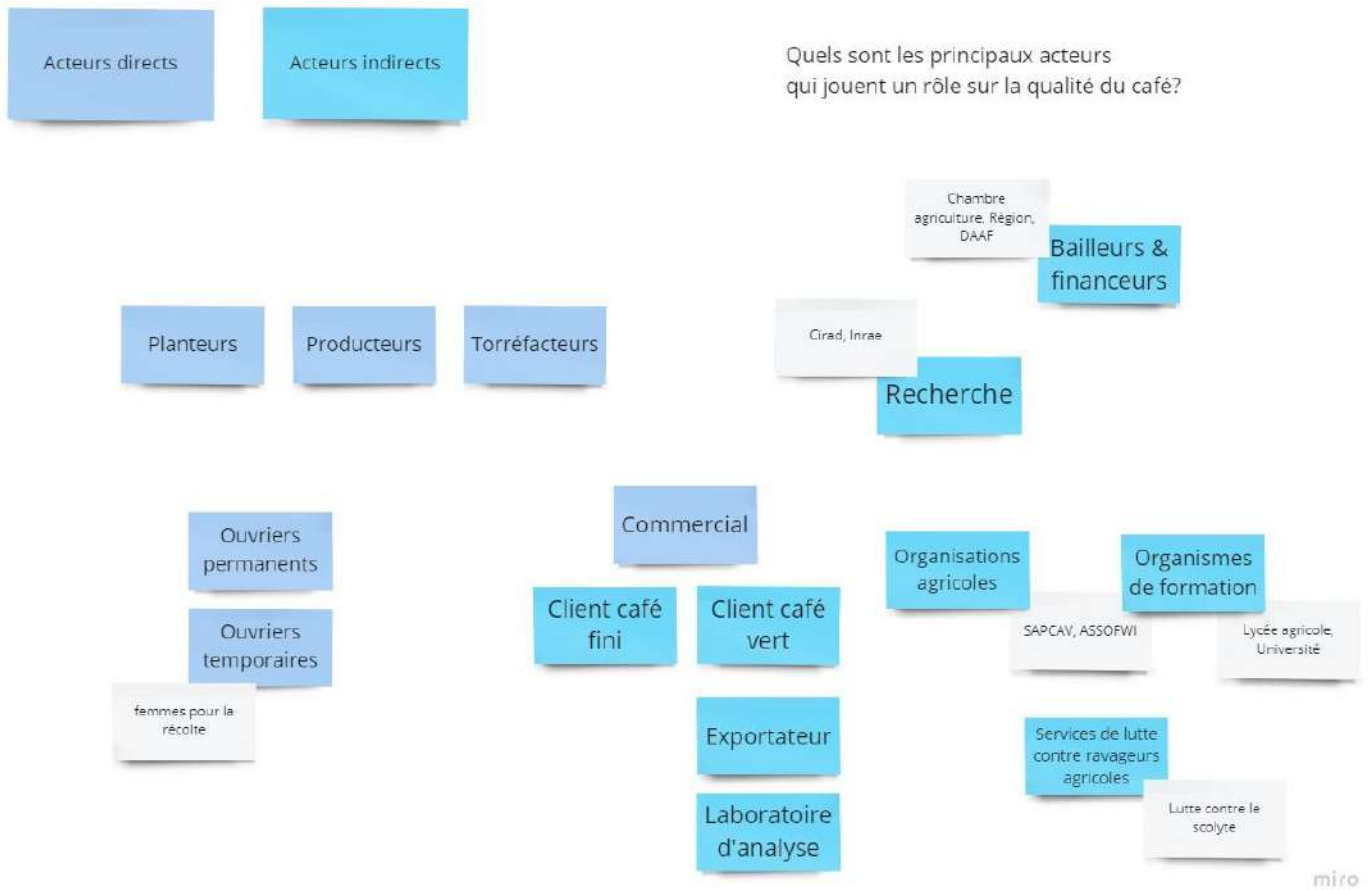 Acteurs directs
Acteurs indirects
Quels sont les principaux acteurs
qui jouent un rôle sur la qualité du café?
Chambre
agriculture, Région,
DAAF
Bailleurs &
financeurs
Planteurs
Producteurs
Torréfacteurs
Cirad, Inrae
Recherche
Ouvriers
permanents
Ouvriers
temporaires
femmes pour la
récolte
Commercial
Client café
fini
Client café
vert
Exportateur
Laboratoire
d'analyse
Organisations
agricoles
SAPCAV, ASSOFWI
Organismes
de formation
Lycée agricole,
Université
Services de lutte
contre ravageurs
agricoles
Lutte contre le
scolyte
miro